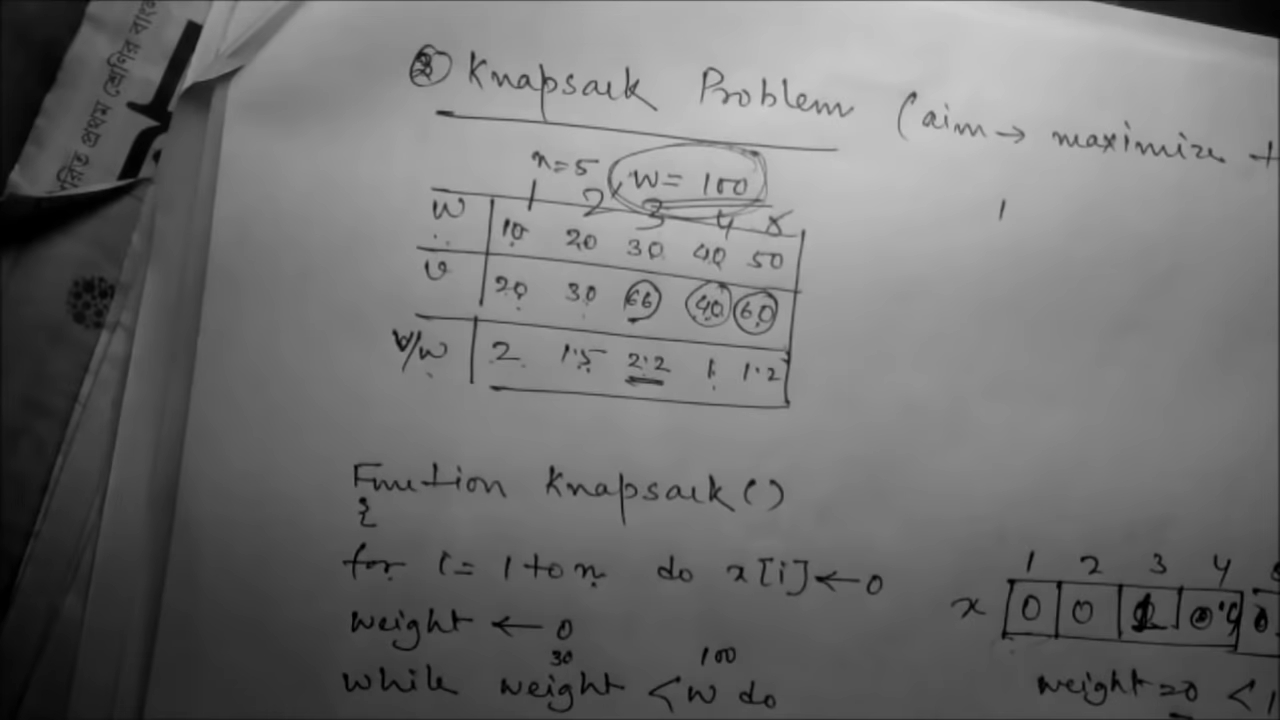 ② Knapsack Problem (aim → maximize
n=5 W = 100
1 2 3 4 5
w 10 20 30 40 50
v 20 30 66 40 60
v/w 2 1.5 2.2 1 1.2
Function Knapsack()
{
for i = 1 to n do x[i] ← 0
weight ← 0
30 100
while weight < W do
1 2 3 4
x 0 0 1
weight = 0 <
রিত প্রথম শ্রেণির বাংলা